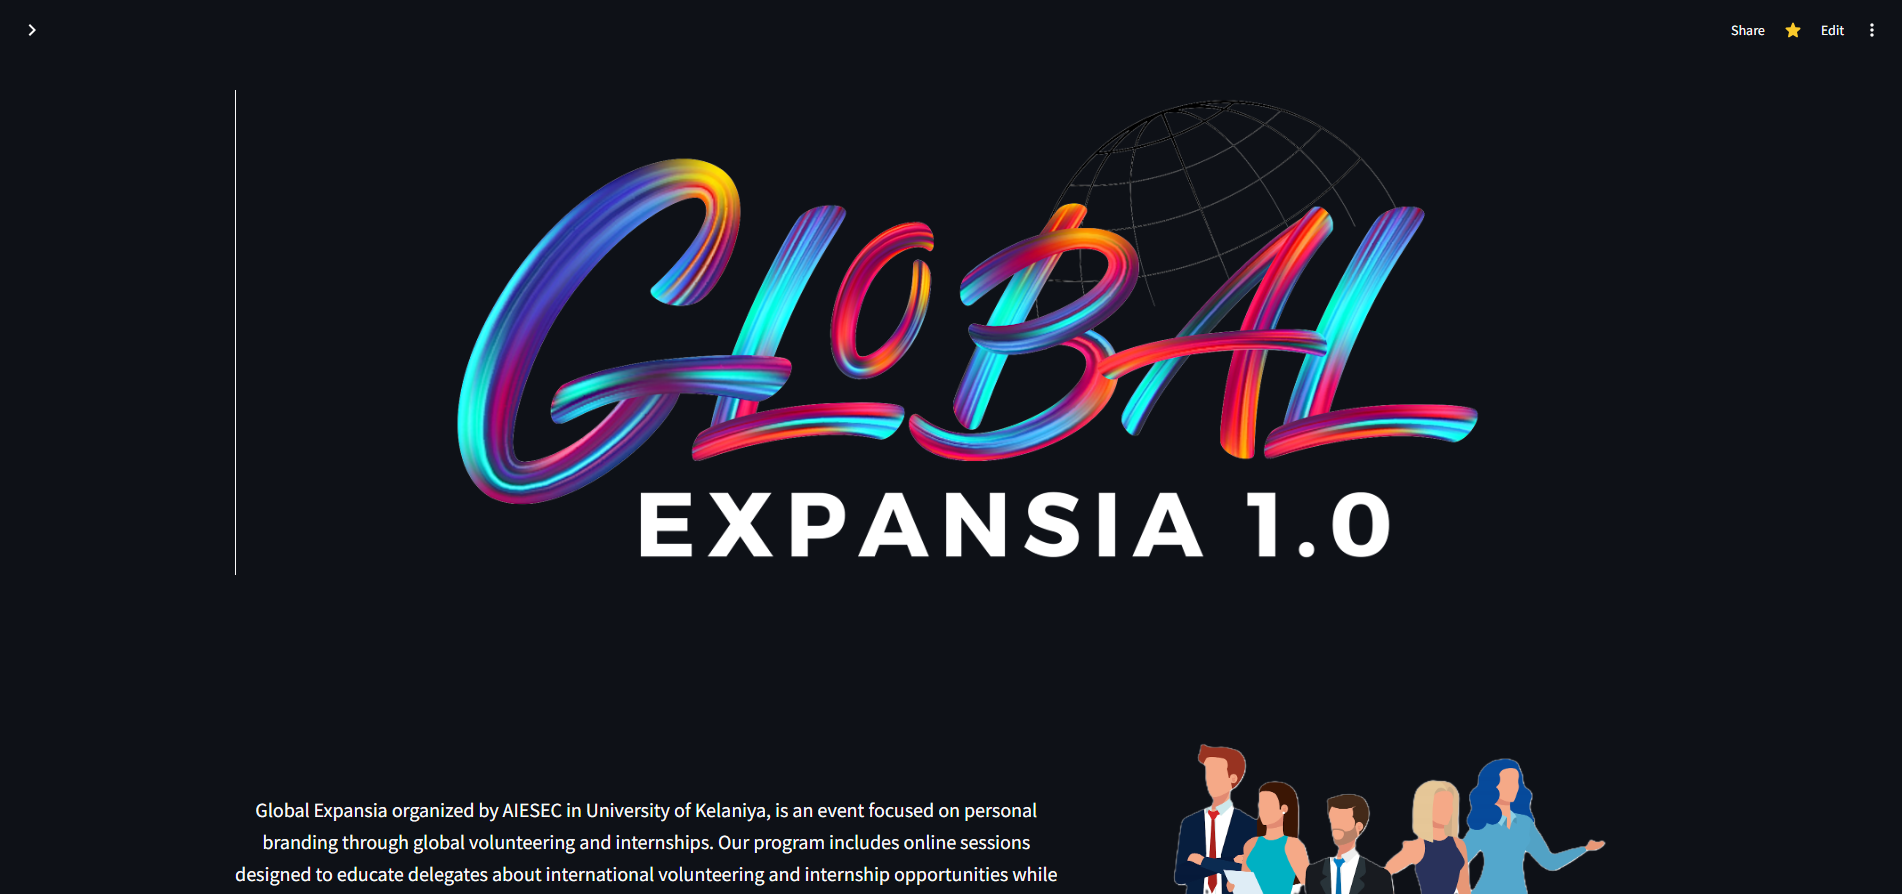 Share Edit
GLOBAL
EXPANSIA 1.0
Global Expansia organized by AIESEC in University of Kelaniya, is an event focused on personal
branding through global volunteering and internships. Our program includes online sessions
designed to educate delegates about international volunteering and internship opportunities while